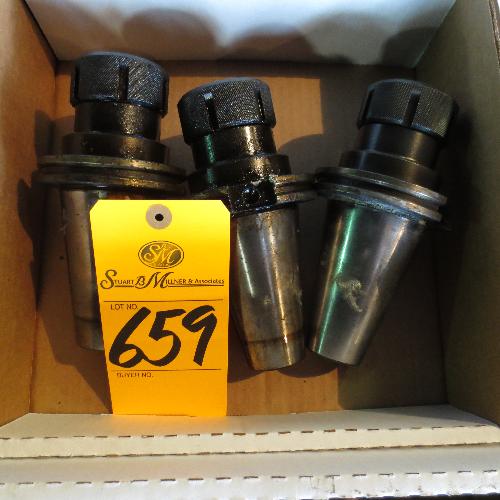 SM
STUART B MILLNER & Associates
LOT NO.
659
BUYER NO.